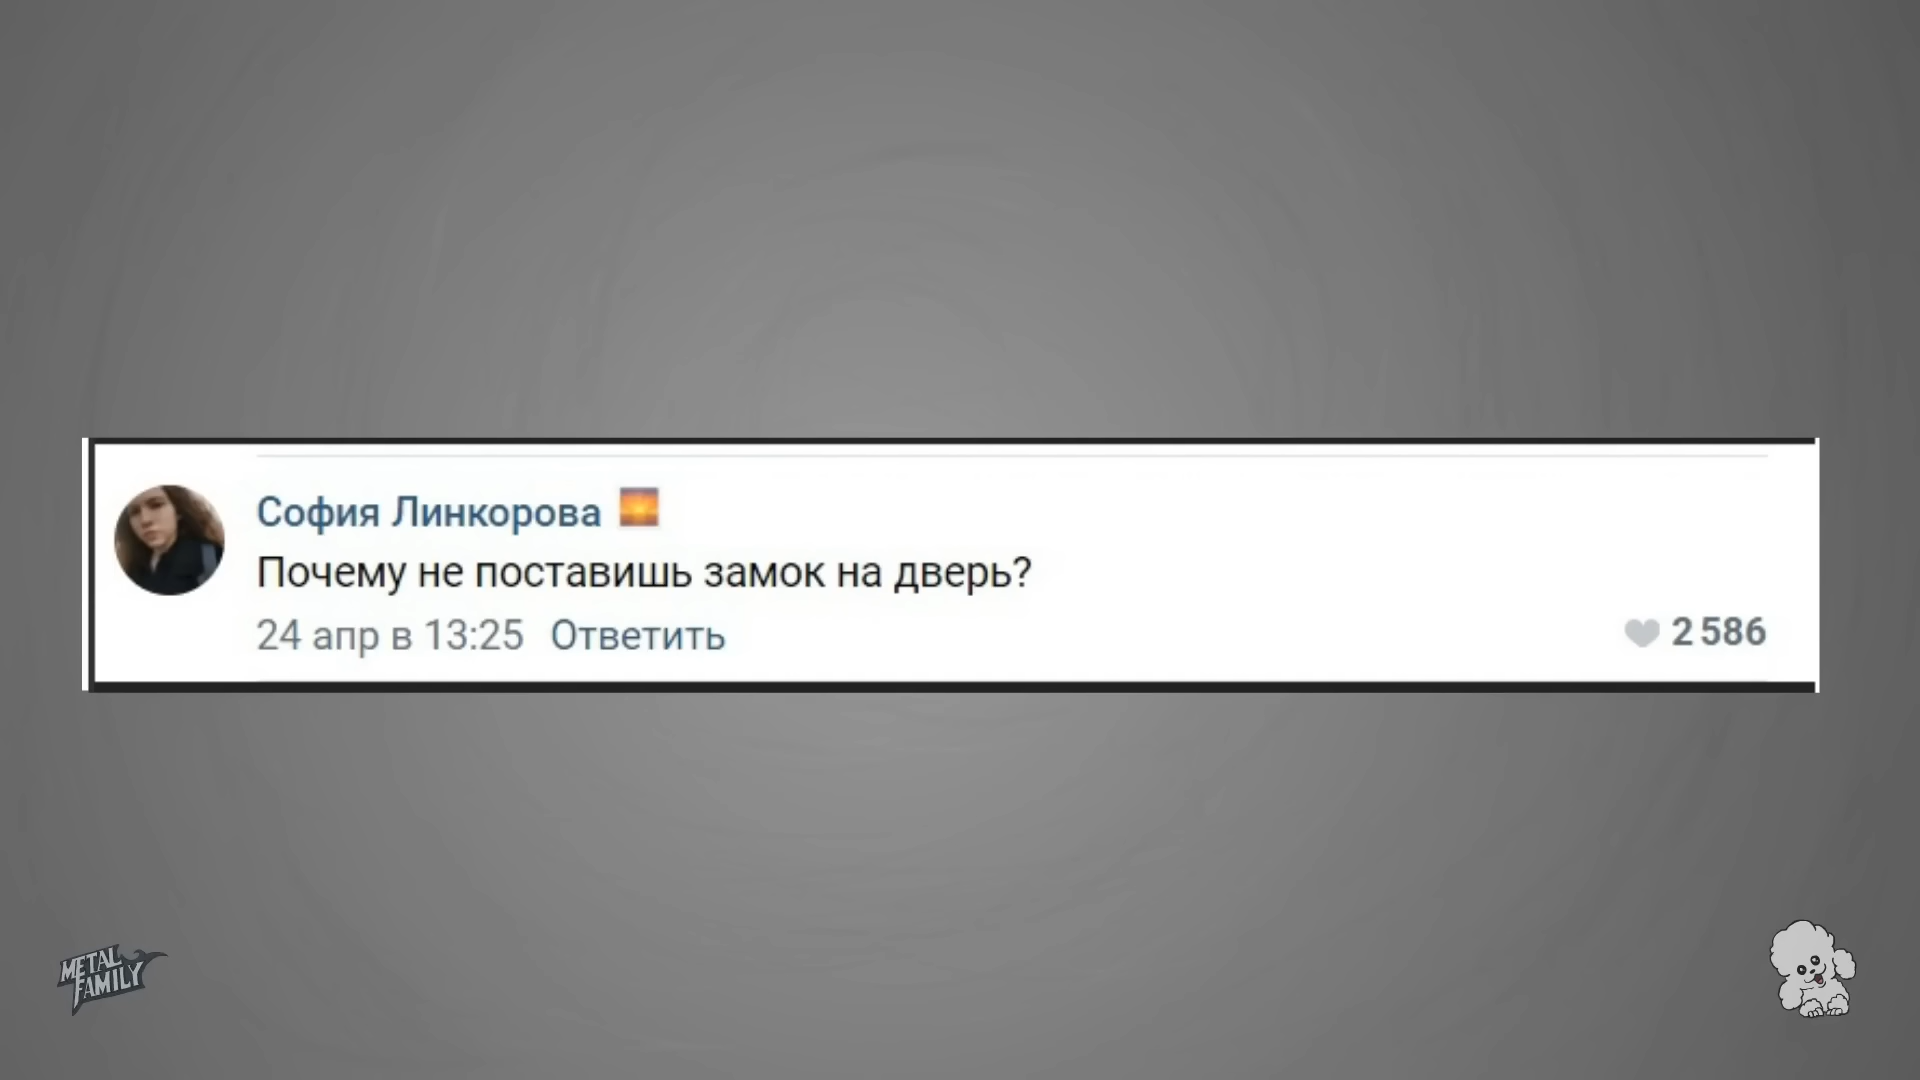 София Линкорова
Почему не поставишь замок на дверь?
24 апр в 13:25 Ответить
2 586
METAL
FAMILY